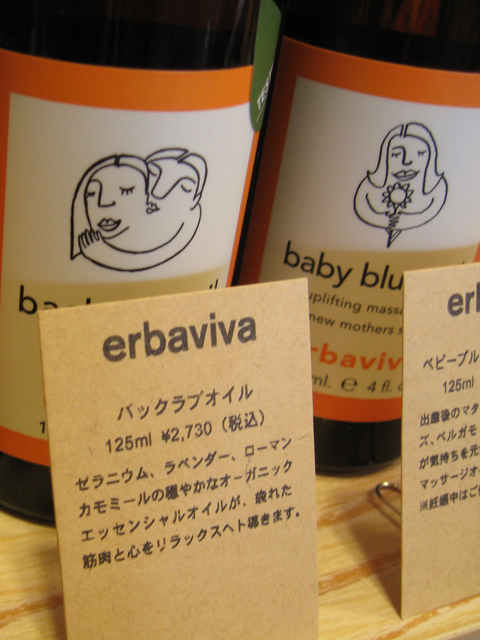 TEST
baby blu
uplifting massa
new mothers s
rbaviv
ml. e 4 fl.
erbaviva
バックラブオイル
125ml ¥2,730（税込）
ゼラニウム、ラベンダー、ローマン
カモミールの穏やかなオーガニック
エッセンシャルオイルが、疲れた
筋肉と心をリラックスへト導きます。
erb
ベビーブル
125ml
出産後のマタ
ズ、ベルガモ
が気持ちを元
マッサージオ
※妊娠中はご